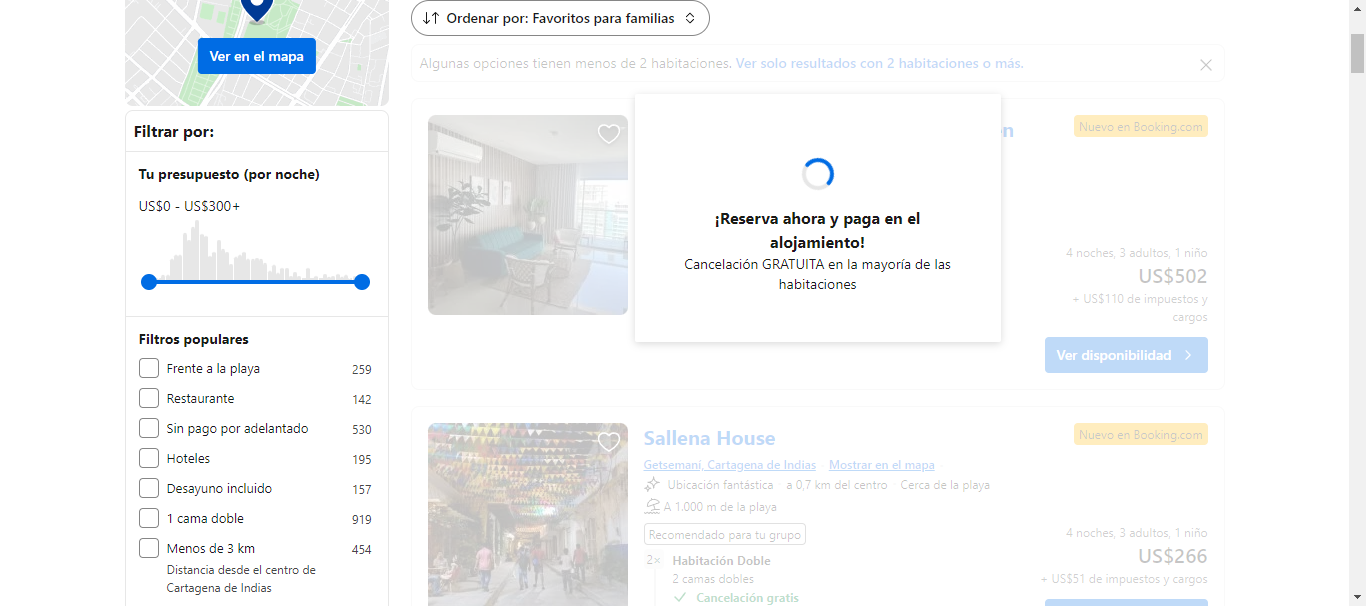 Ver en el mapa
Filtrar por:
Tu presupuesto (por noche)
US$0 - US$300+
Filtros populares
Frente a la playa 259
Restaurante 142
Sin pago por adelantado 530
Hoteles 195
Desayuno incluido 157
1 cama doble 919
Menos de 3 km 454
Distancia desde el centro de
Cartagena de Indias
Ordenar por: Favoritos para familias
Algunas opciones tienen menos de 2 habitaciones. Ver solo resultados con 2 habitaciones o más.
en
Nuevo en Booking.com
¡Reserva ahora y paga en el
alojamiento!
Cancelación GRATUITA en la mayoría de las
habitaciones
4 noches, 3 adultos, 1 niño
US$502
+ US$110 de impuestos y
cargos
Ver disponibilidad
Sallena House
Nuevo en Booking.com
Getsemaní, Cartagena de Indias Mostrar en el mapa
Ubicación fantástica · a 0,7 km del centro · Cerca de la playa
A 1.000 m de la playa
Recomendado para tu grupo
2× Habitación Doble
2 camas dobles
Cancelación gratis
4 noches, 3 adultos, 1 niño
US$266
+ US$51 de impuestos y cargos